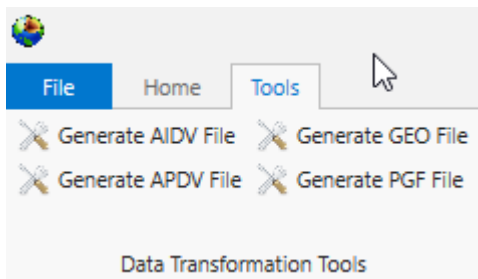 File Home Tools
Generate AIDV File Generate GEO File
Generate APDV File Generate PGF File
Data Transformation Tools